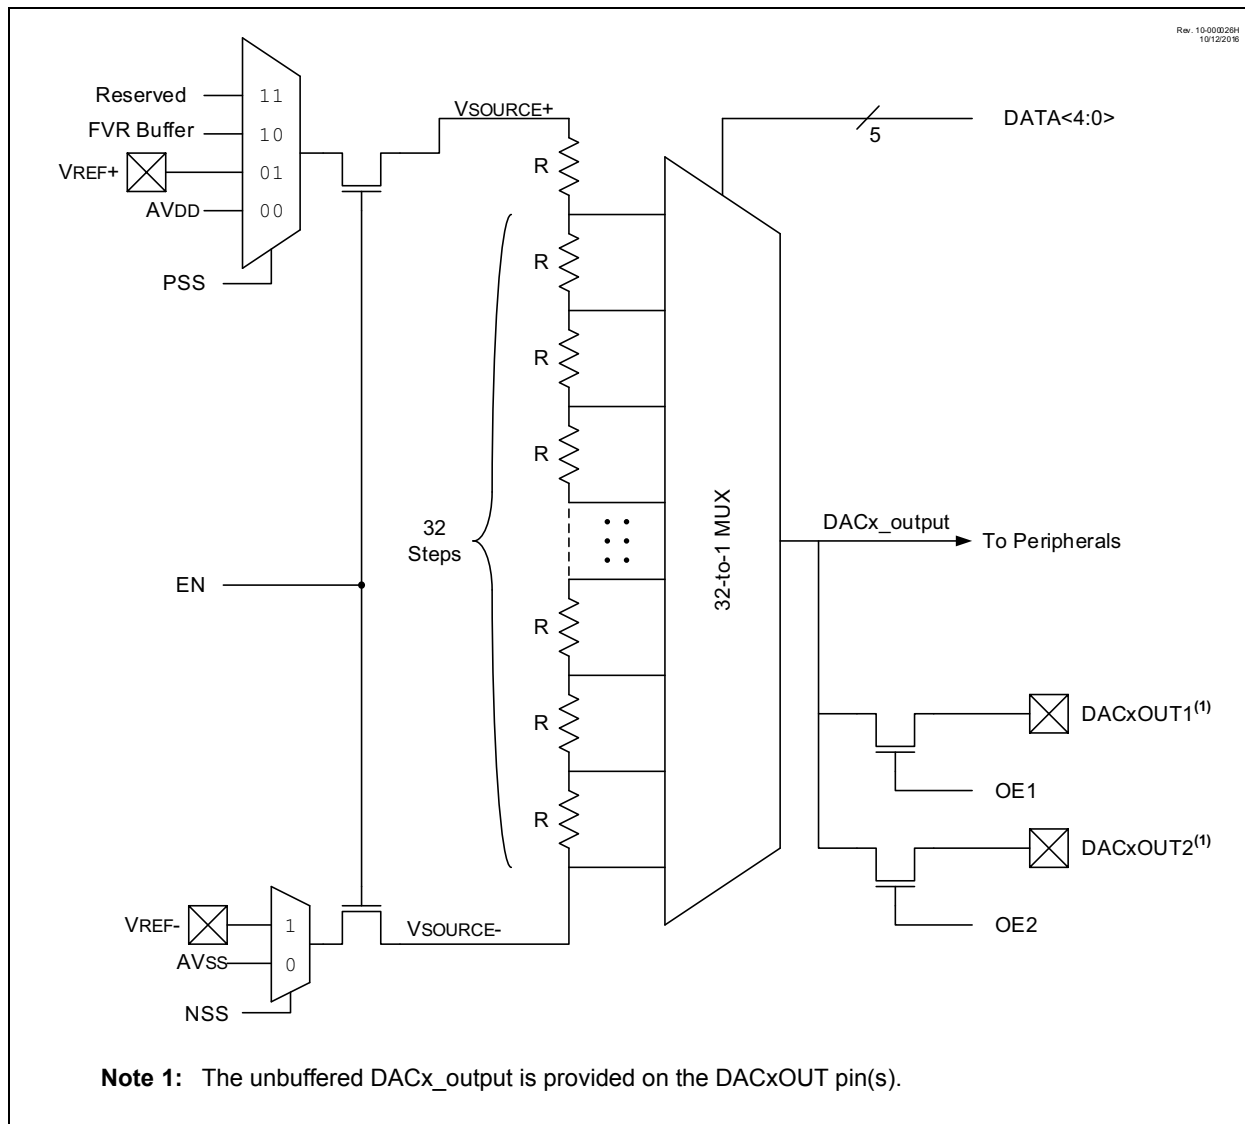 Rev. 10-000026H
10/12/2016
Reserved
11
FVR Buffer
10
VREF+
01
AVDD
00
PSS
VSOURCE+
R
R
R
R
5
DATA<4:0>
32
Steps
32-to-1 MUX
DACx_output
To Peripherals
EN
R
R
R
DACxOUT1(1)
OE1
DACxOUT2(1)
OE2
VREF-
1
AVSS
0
NSS
VSOURCE-
Note 1: The unbuffered DACx_output is provided on the DACxOUT pin(s).